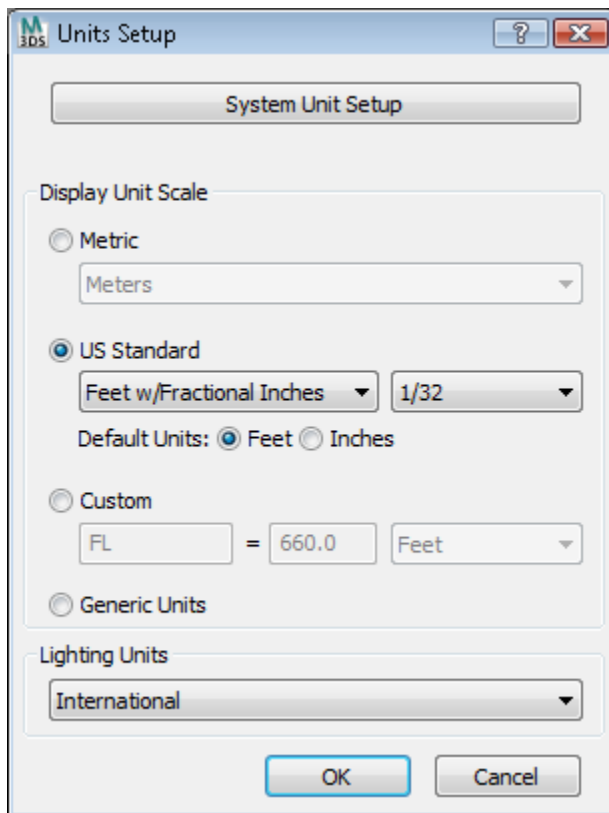 M
3DS
Units Setup
?
System Unit Setup
Display Unit Scale
Metric
Meters
US Standard
Feet w/Fractional Inches 1/32
Default Units: Feet Inches
Custom
FL = 660.0 Feet
Generic Units
Lighting Units
International
OK Cancel